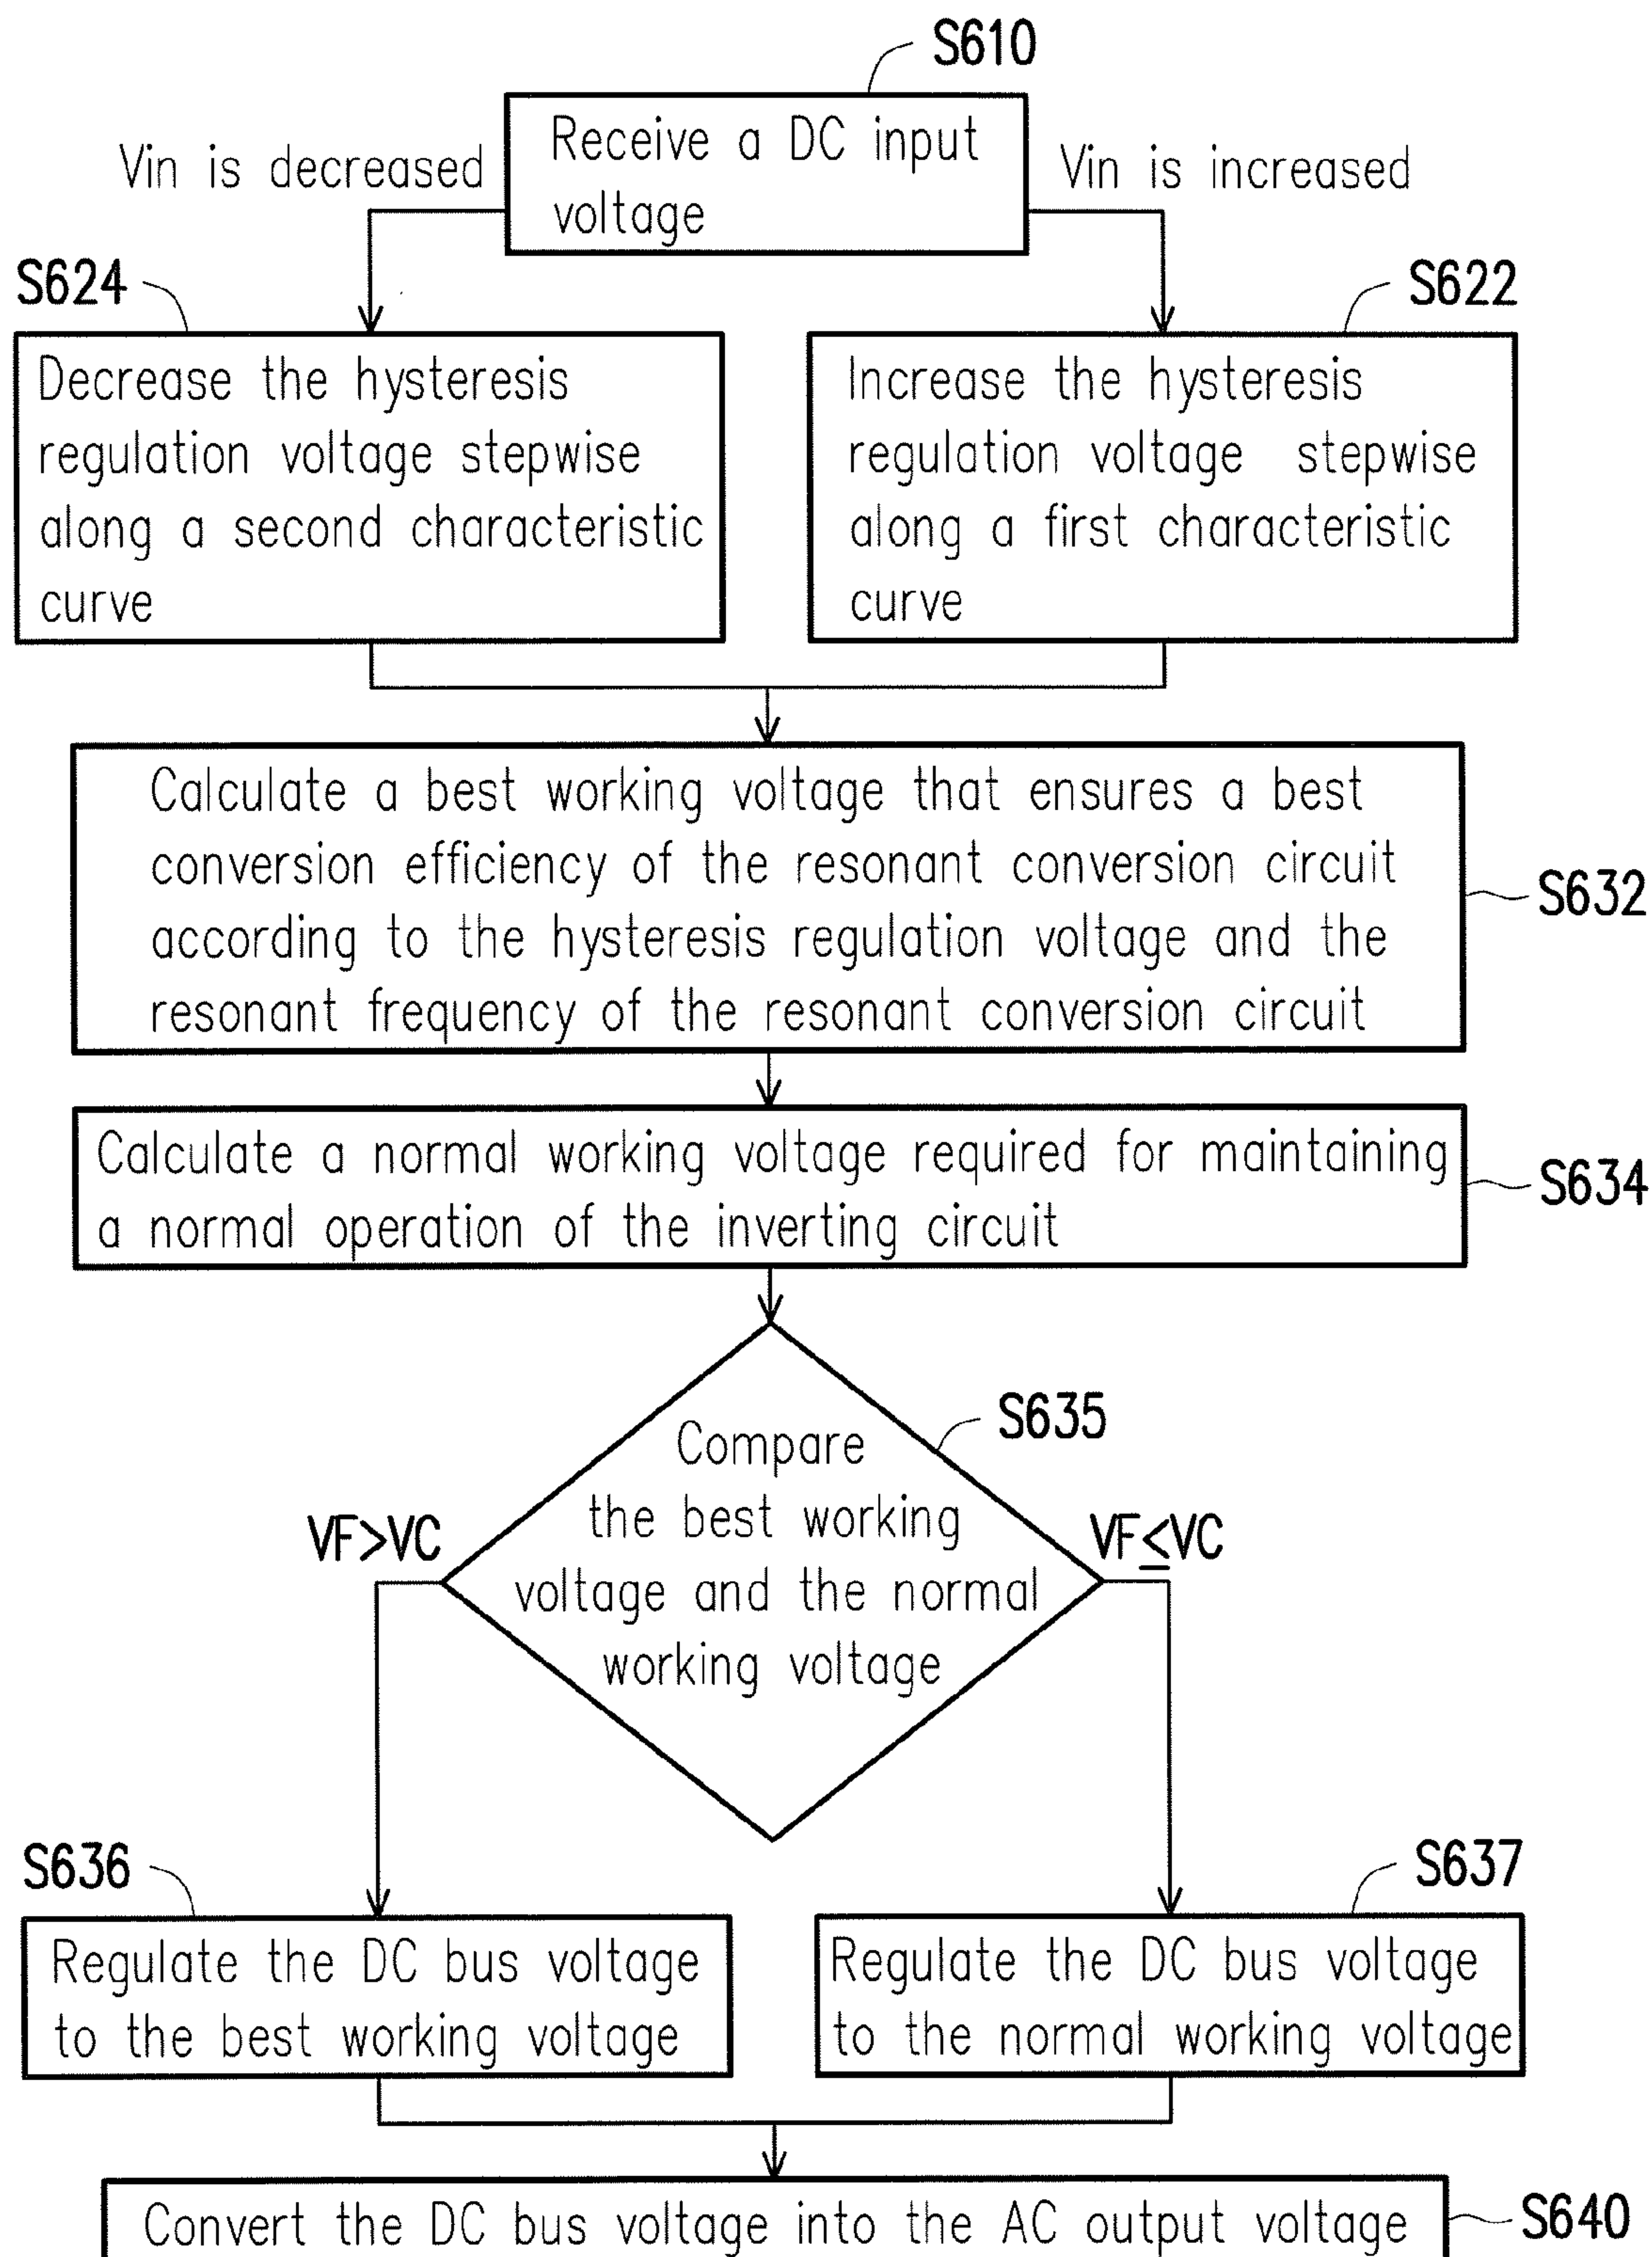 S610
Receive a DC input
voltage
Vin is decreased
Vin is increased
S624
Decrease the hysteresis
regulation voltage stepwise
along a second characteristic
curve
S622
Increase the hysteresis
regulation voltage stepwise
along a first characteristic
curve
Calculate a best working voltage that ensures a best
conversion efficiency of the resonant conversion circuit
according to the hysteresis regulation voltage and the
resonant frequency of the resonant conversion circuit
S632
Calculate a normal working voltage required for maintaining
a normal operation of the inverting circuit
S634
S635
Compare
the best working
voltage and the normal
working voltage
VF>VC
VF≤VC
S636
Regulate the DC bus voltage
to the best working voltage
S637
Regulate the DC bus voltage
to the normal working voltage
Convert the DC bus voltage into the AC output voltage
S640